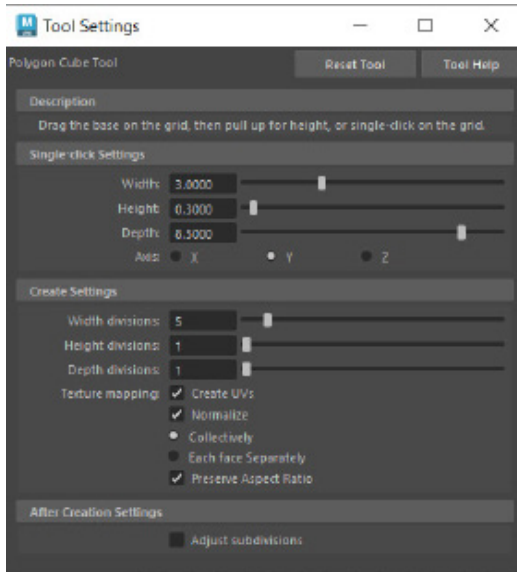 M Tool Settings
Polygon Cube Tool Reset Tool Tool Help
Description
Drag the base on the grid, then pull up for height, or single-click on the grid.
Single-click Settings
Width: 3.0000
Height: 0.3000
Depth: 8.5000
Axis: X Y Z
Create Settings
Width divisions: 5
Height divisions: 1
Depth divisions: 1
Texture mapping: Create UVs
Normalize
Collectively
Each face Separately
Preserve Aspect Ratio
After Creation Settings
Adjust subdivisions